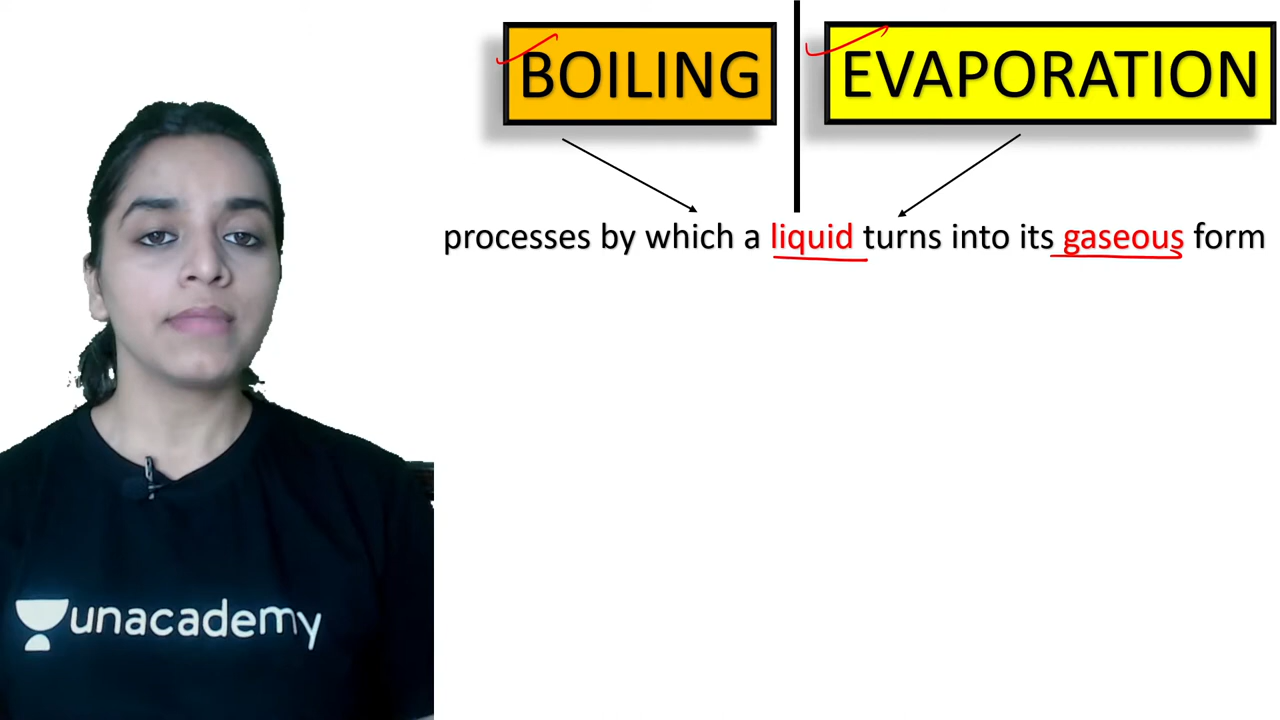 BOILING
EVAPORATION
processes by which a liquid turns into its gaseous form
unacademy